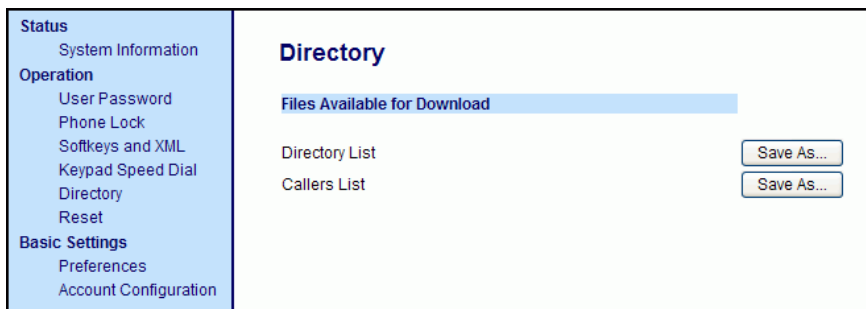 Status
System Information
Operation
User Password
Phone Lock
Softkeys and XML
Keypad Speed Dial
Directory
Reset
Basic Settings
Preferences
Account Configuration
Directory
Files Available for Download
Directory List Save As...
Callers List Save As...